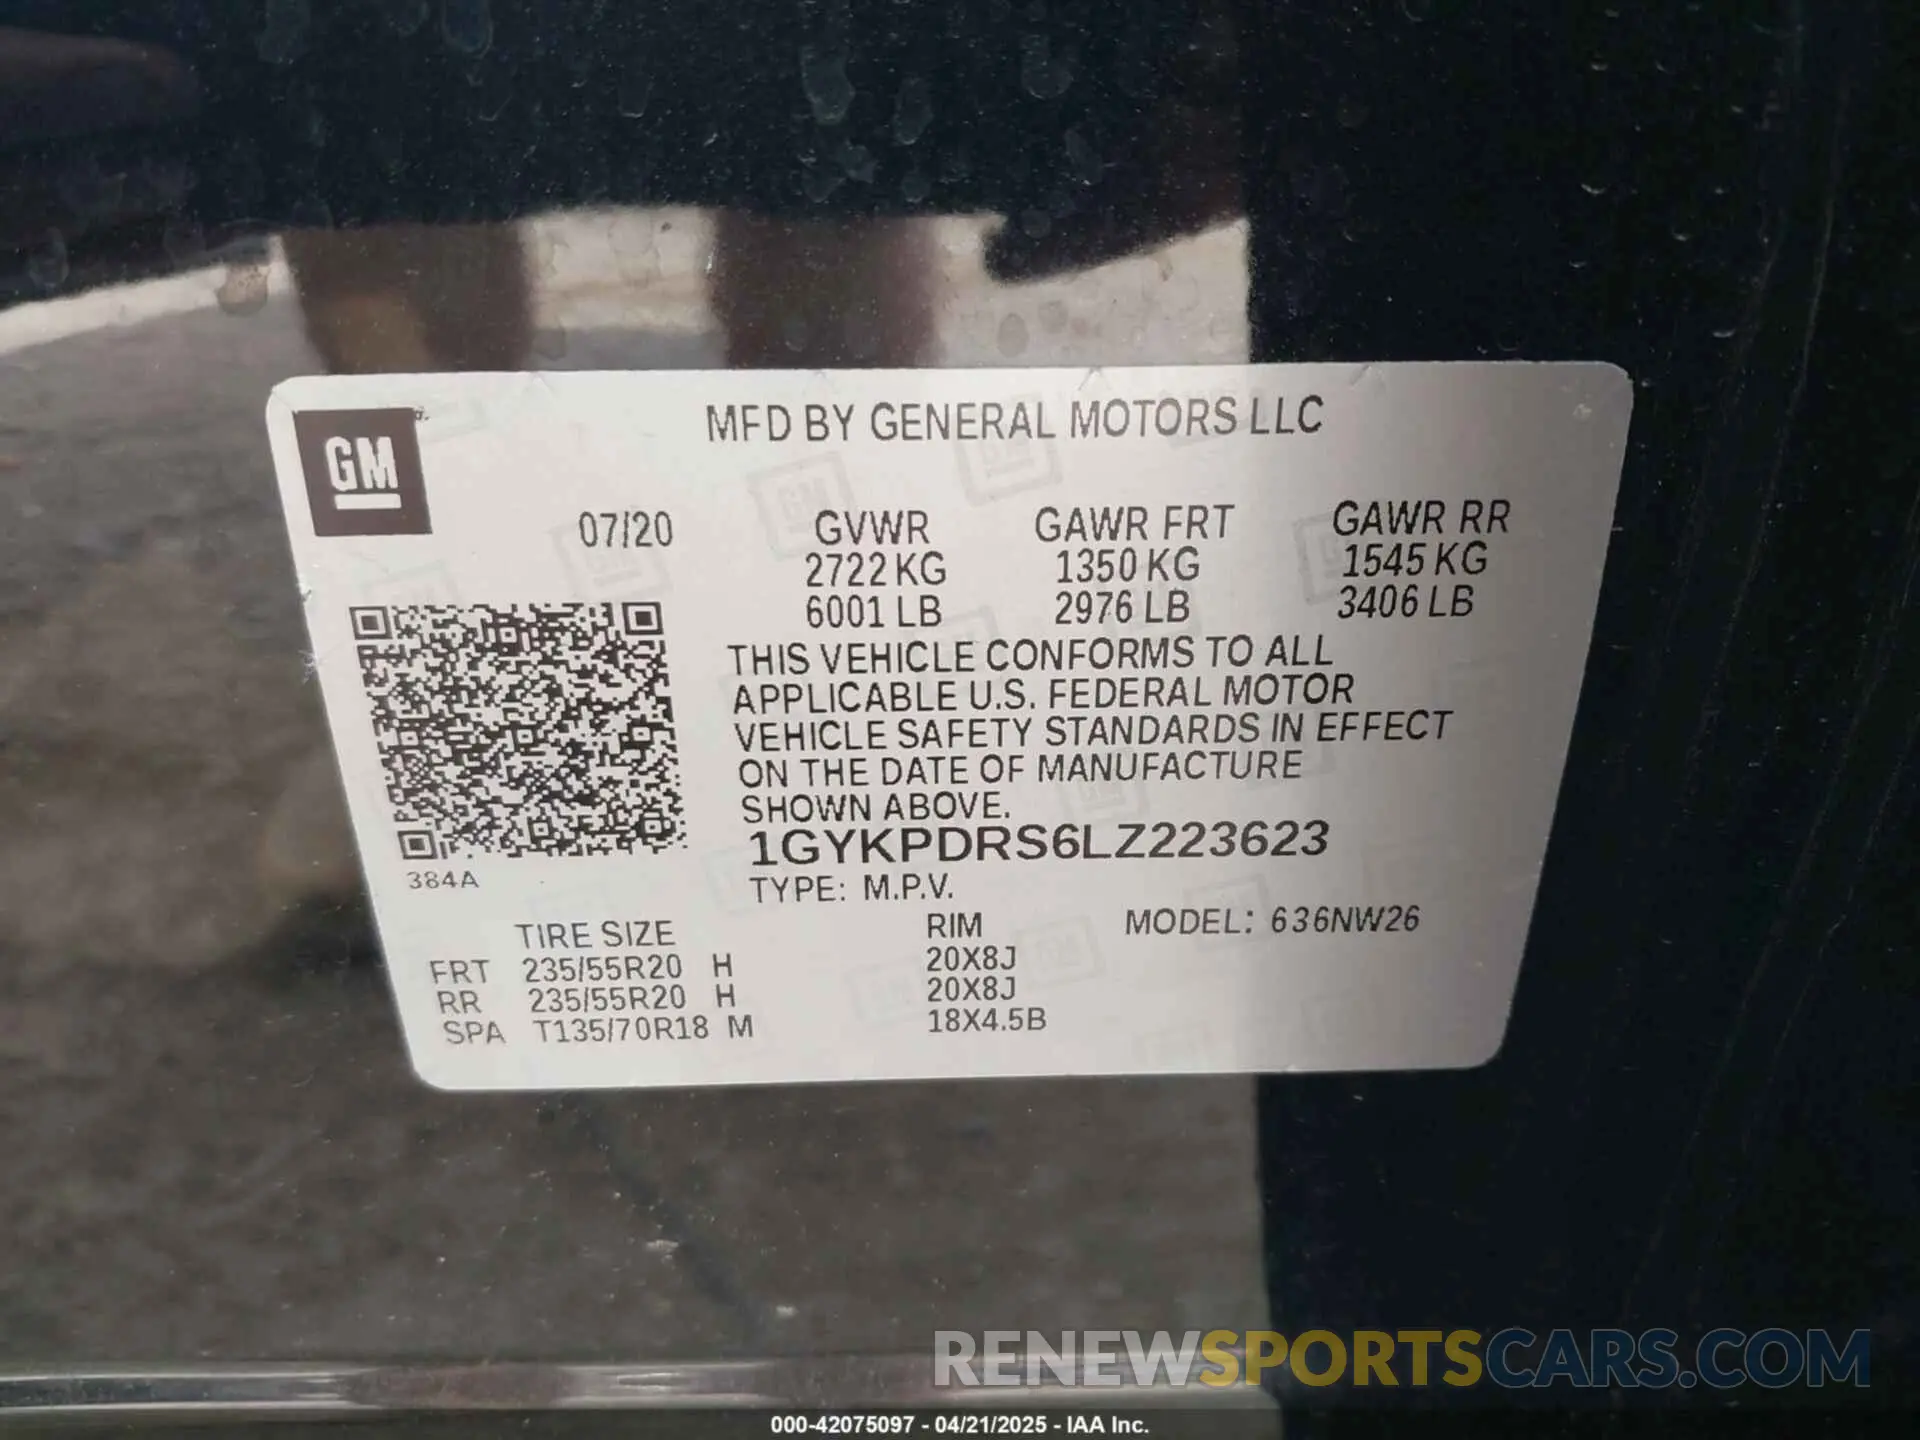 MFD BY GENERAL MOTORS LLC
GM
07/20 GVWR GAWR FRT GAWR RR
2722 KG 1350 KG 1545 KG
6001 LB 2976 LB 3406 LB
THIS VEHICLE CONFORMS TO ALL
APPLICABLE U.S. FEDERAL MOTOR
VEHICLE SAFETY STANDARDS IN EFFECT
ON THE DATE OF MANUFACTURE
SHOWN ABOVE.
1GYKPDRS6LZ223623
384A
TYPE: M.P.V.
TIRE SIZE RIM MODEL: 636NW26
FRT 235/55R20 H 20X8J
RR 235/55R20 H 20X8J
SPA T135/70R18 M 18X4.5B
RENEWSPORTSCARS.COM
000-42075097 - 04/21/2025 - IAA Inc.